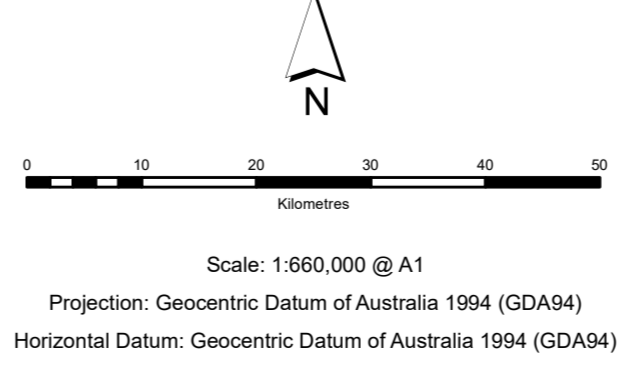 N
0 10 20 30 40 50
Kilometres
Scale: 1:660,000 @ A1
Projection: Geocentric Datum of Australia 1994 (GDA94)
Horizontal Datum: Geocentric Datum of Australia 1994 (GDA94)